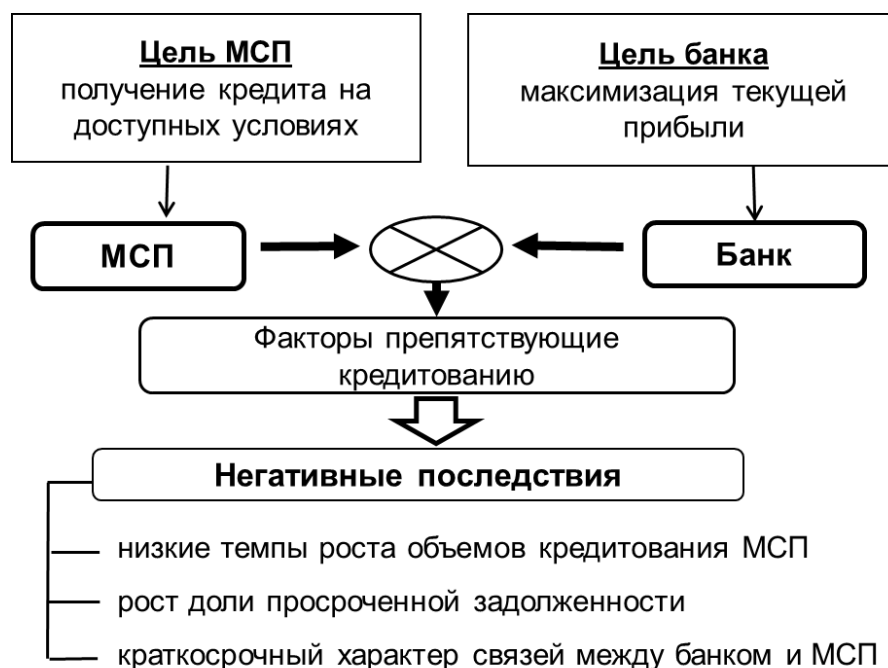 Цель МСП
получение кредита на
доступных условиях
Цель банка
максимизация текущей
прибыли
МСП
Банк
Факторы препятствующие
кредитованию
Негативные последствия
низкие темпы роста объемов кредитования МСП
рост доли просроченной задолженности
краткосрочный характер связей между банком и МСП